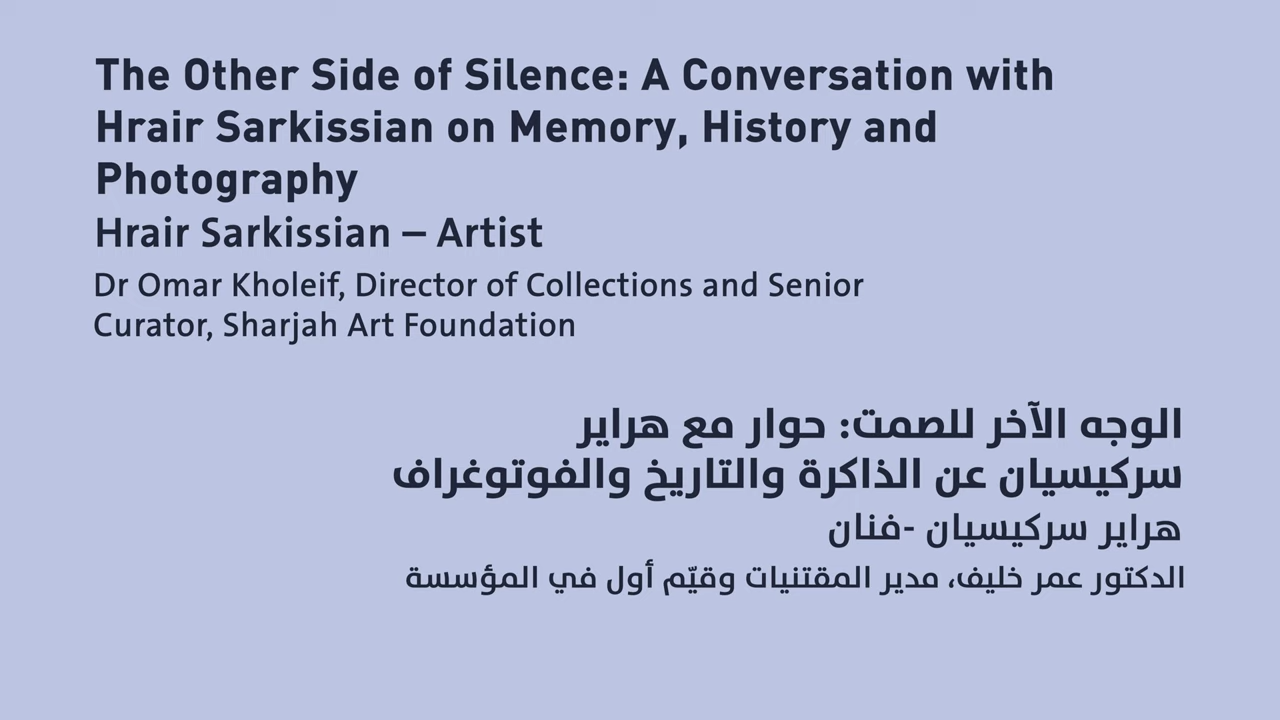 The Other Side of Silence: A Conversation with
Hrair Sarkissian on Memory, History and
Photography
Hrair Sarkissian – Artist
Dr Omar Kholeif, Director of Collections and Senior
Curator, Sharjah Art Foundation
الوجه الآخر للصمت: حوار مع هراير
سركيسيان عن الذاكرة والتاريخ والفوتوغراف
هراير سركيسيان -فنان
الدكتور عمر خليف، مدير المقتنيات وقيّم أول في المؤسسة